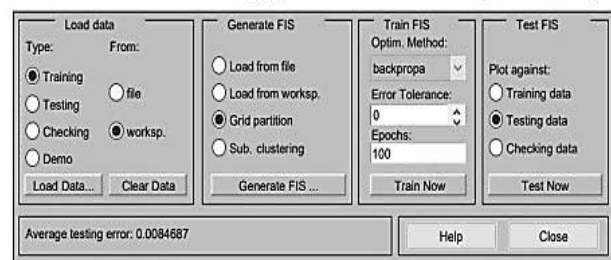 Load data
Type:
From:
Training
Testing
Checking
Demo
file
worksp.
Load Data...
Clear Data
Generate FIS
Load from file
Load from worksp.
Grid partition
Sub. clustering
Generate FIS ...
Train FIS
Optim. Method:
backpropa
Error Tolerance:
0
Epochs:
100
Train Now
Test FIS
Plot against:
Training data
Testing data
Checking data
Test Now
Average testing error: 0.0084687
Help
Close